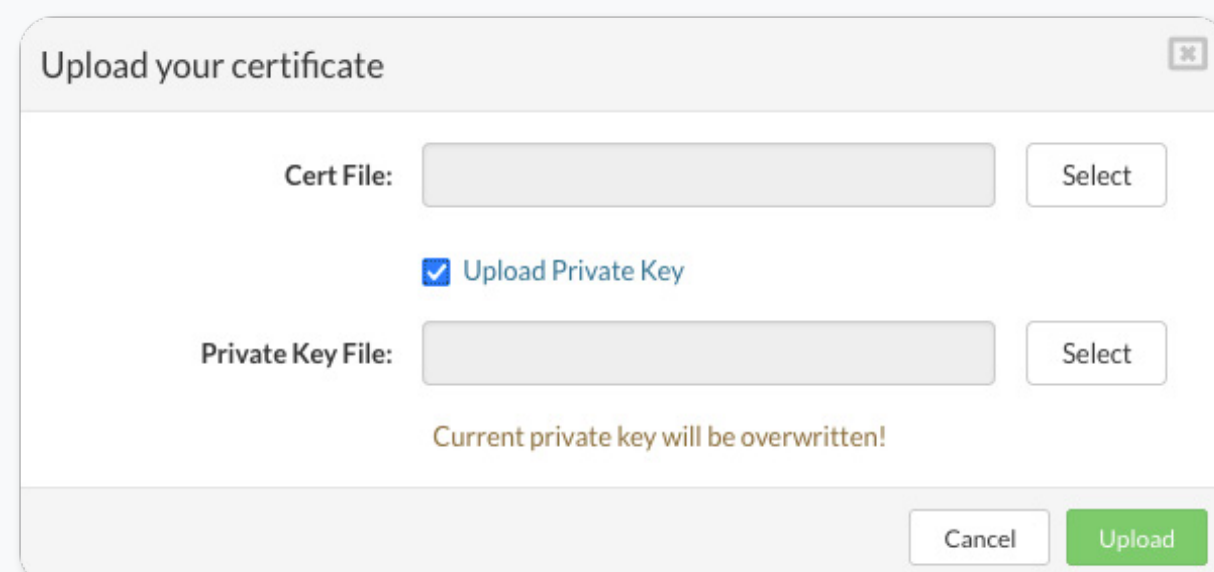 Upload your certificate
Cert File:
Select
Upload Private Key
Private Key File:
Select
Current private key will be overwritten!
Cancel
Upload